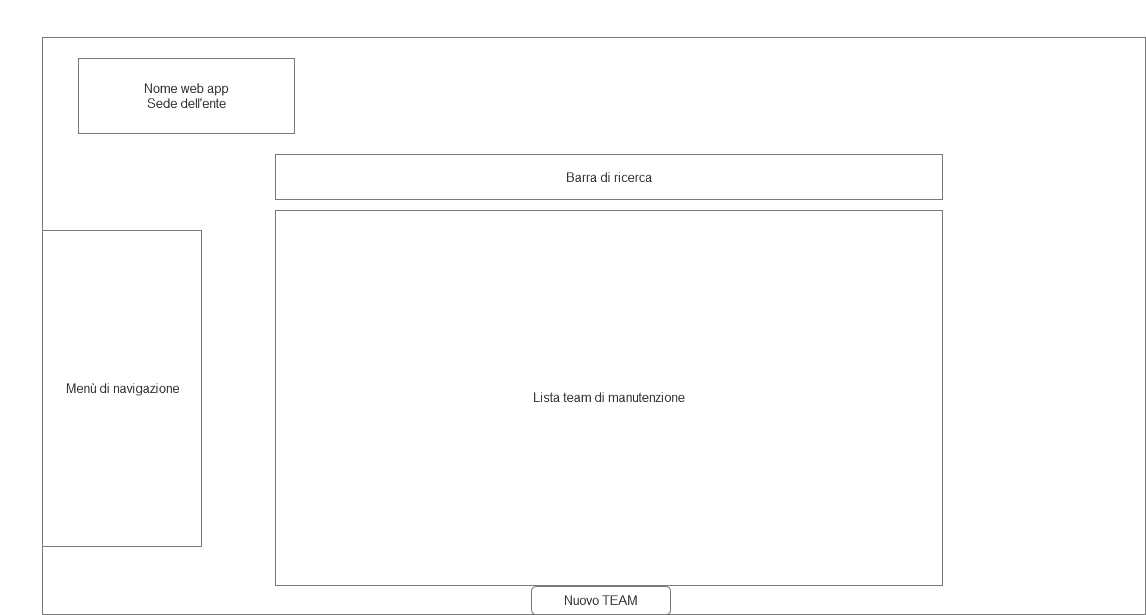 Nome web app
Sede dell'ente
Barra di ricerca
Menù di navigazione
Lista team di manutenzione
Nuovo TEAM